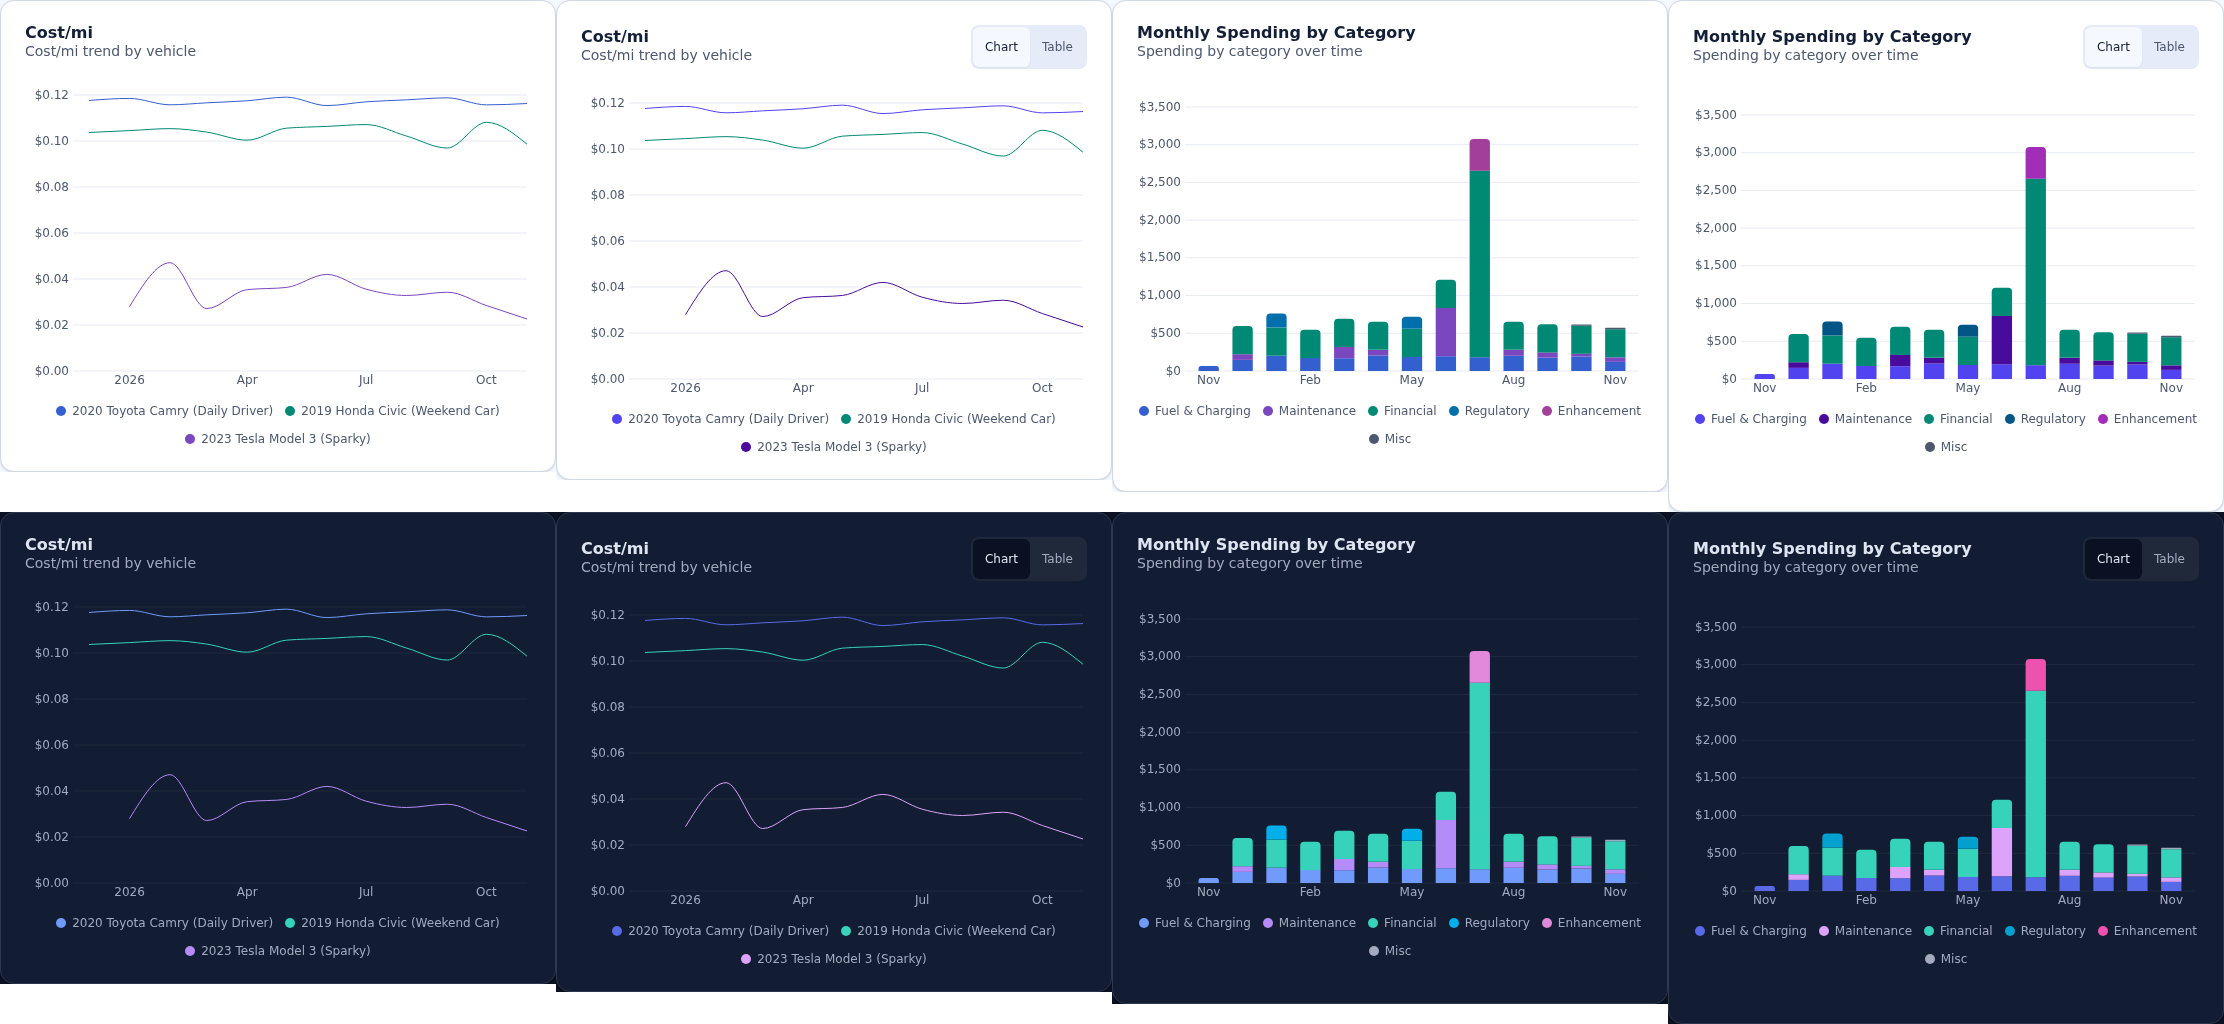 Cost/mi
Cost/mi trend by vehicle
$0.12
$0.10
$0.08
$0.06
$0.04
$0.02
$0.00
2026 Apr Jul Oct
2020 Toyota Camry (Daily Driver) 2019 Honda Civic (Weekend Car)
2023 Tesla Model 3 (Sparky)
Cost/mi
Cost/mi trend by vehicle
Chart Table
$0.12
$0.10
$0.08
$0.06
$0.04
$0.02
$0.00
2026 Apr Jul Oct
2020 Toyota Camry (Daily Driver) 2019 Honda Civic (Weekend Car)
2023 Tesla Model 3 (Sparky)
Monthly Spending by Category
Spending by category over time
$3,500
$3,000
$2,500
$2,000
$1,500
$1,000
$500
$0
Nov Feb May Aug Nov
Fuel & Charging Maintenance Financial Regulatory Enhancement
Misc
Monthly Spending by Category
Spending by category over time
Chart Table
$3,500
$3,000
$2,500
$2,000
$1,500
$1,000
$500
$0
Nov Feb May Aug Nov
Fuel & Charging Maintenance Financial Regulatory Enhancement
Misc
Cost/mi
Cost/mi trend by vehicle
$0.12
$0.10
$0.08
$0.06
$0.04
$0.02
$0.00
2026 Apr Jul Oct
2020 Toyota Camry (Daily Driver) 2019 Honda Civic (Weekend Car)
2023 Tesla Model 3 (Sparky)
Cost/mi
Cost/mi trend by vehicle
Chart Table
$0.12
$0.10
$0.08
$0.06
$0.04
$0.02
$0.00
2026 Apr Jul Oct
2020 Toyota Camry (Daily Driver) 2019 Honda Civic (Weekend Car)
2023 Tesla Model 3 (Sparky)
Monthly Spending by Category
Spending by category over time
$3,500
$3,000
$2,500
$2,000
$1,500
$1,000
$500
$0
Nov Feb May Aug Nov
Fuel & Charging Maintenance Financial Regulatory Enhancement
Misc
Monthly Spending by Category
Spending by category over time
Chart Table
$3,500
$3,000
$2,500
$2,000
$1,500
$1,000
$500
$0
Nov Feb May Aug Nov
Fuel & Charging Maintenance Financial Regulatory Enhancement
Misc